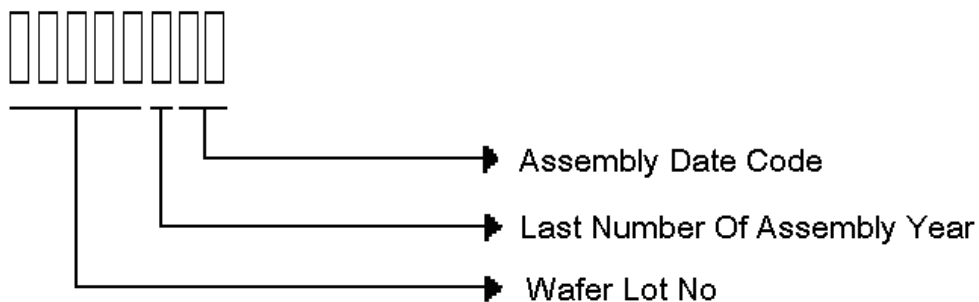 Assembly Date Code
Last Number Of Assembly Year
Wafer Lot No